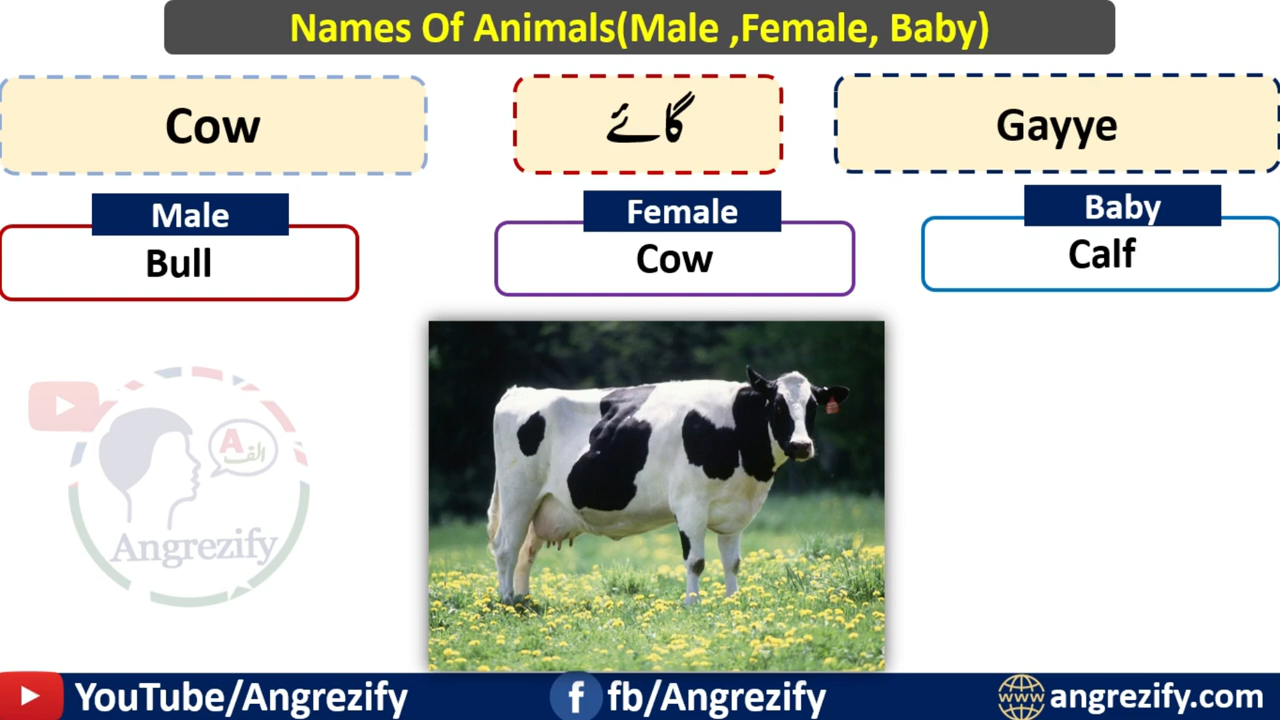 Names Of Animals(Male ,Female, Baby)
Cow
گائے
Gayye
Male
Bull
Female
Cow
Baby
Calf
A
الف
Angrezify
YouTube/Angrezify
fb/Angrezify
angrezify.com